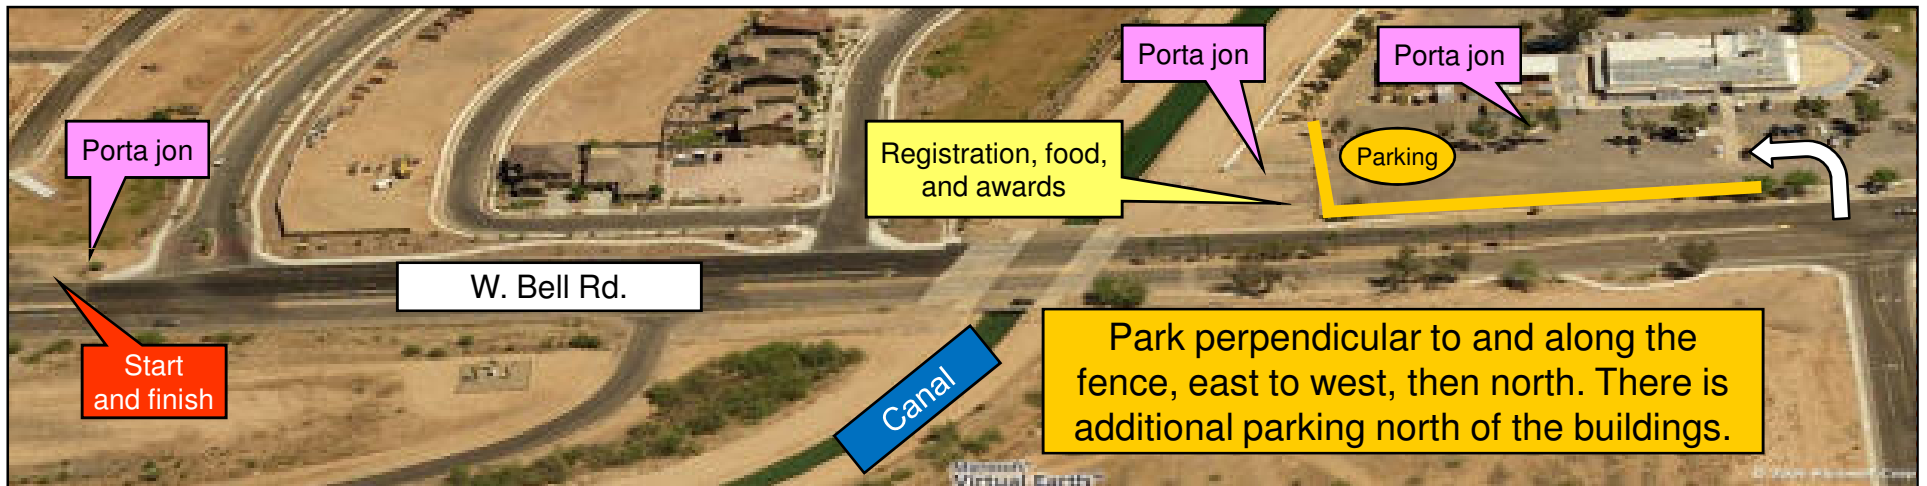 Porta jon
Porta jon
Porta jon
Registration, food,
and awards
Parking
W. Bell Rd.
Start
and finish
Canal
Park perpendicular to and along the
fence, east to west, then north. There is
additional parking north of the buildings.
Virtual Earth™